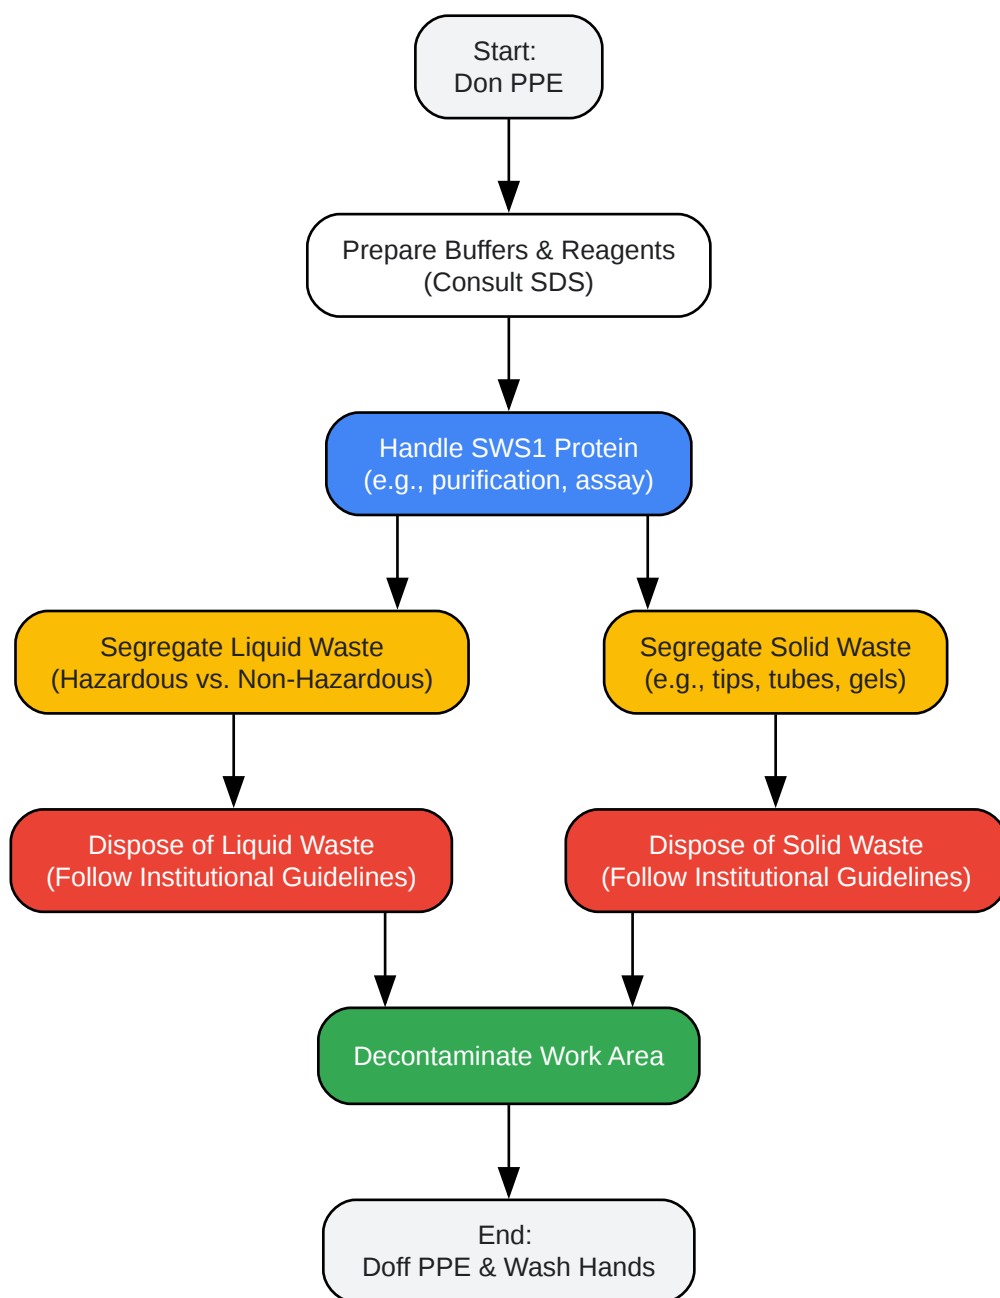 Start:
Don PPE
Prepare Buffers & Reagents
(Consult SDS)
Handle SWS1 Protein
(e.g., purification, assay)
Segregate Liquid Waste
(Hazardous vs. Non-Hazardous)
Segregate Solid Waste
(e.g., tips, tubes, gels)
Dispose of Liquid Waste
(Follow Institutional Guidelines)
Dispose of Solid Waste
(Follow Institutional Guidelines)
Decontaminate Work Area
End:
Doff PPE & Wash Hands